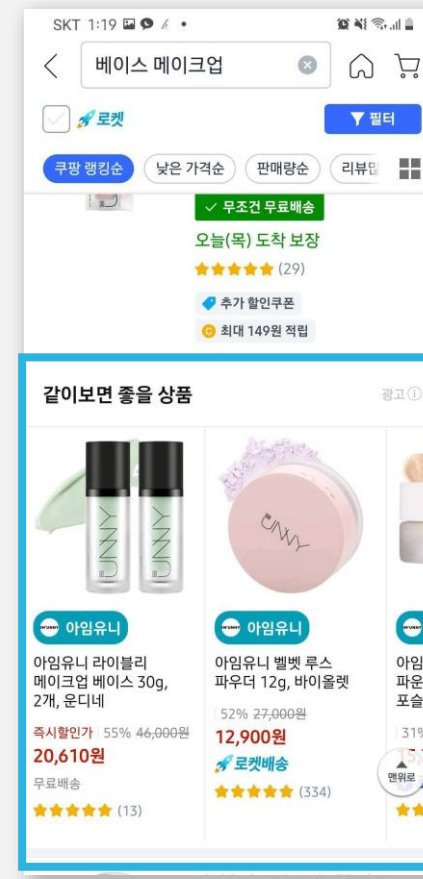 SKT 1:19
베이스 메이크업
로켓
필터
쿠팡 랭킹순
낮은 가격순
판매량순
리뷰많
무조건 무료배송
오늘(목) 도착 보장
(29)
추가 할인쿠폰
최대 149원 적립
같이보면 좋을 상품
광고
UNNY
UNNY
UNNY
아임유니
아임유니
아임유니 라이블리
메이크업 베이스 30g,
2개, 운디네
즉시할인가 55% 46,000원
20,610원
무료배송
(13)
아임유니 벨벳 루스
파우더 12g, 바이올렛
52% 27,000원
12,900원
로켓배송
(334)
아임
파운
포슬
31%
맨위로